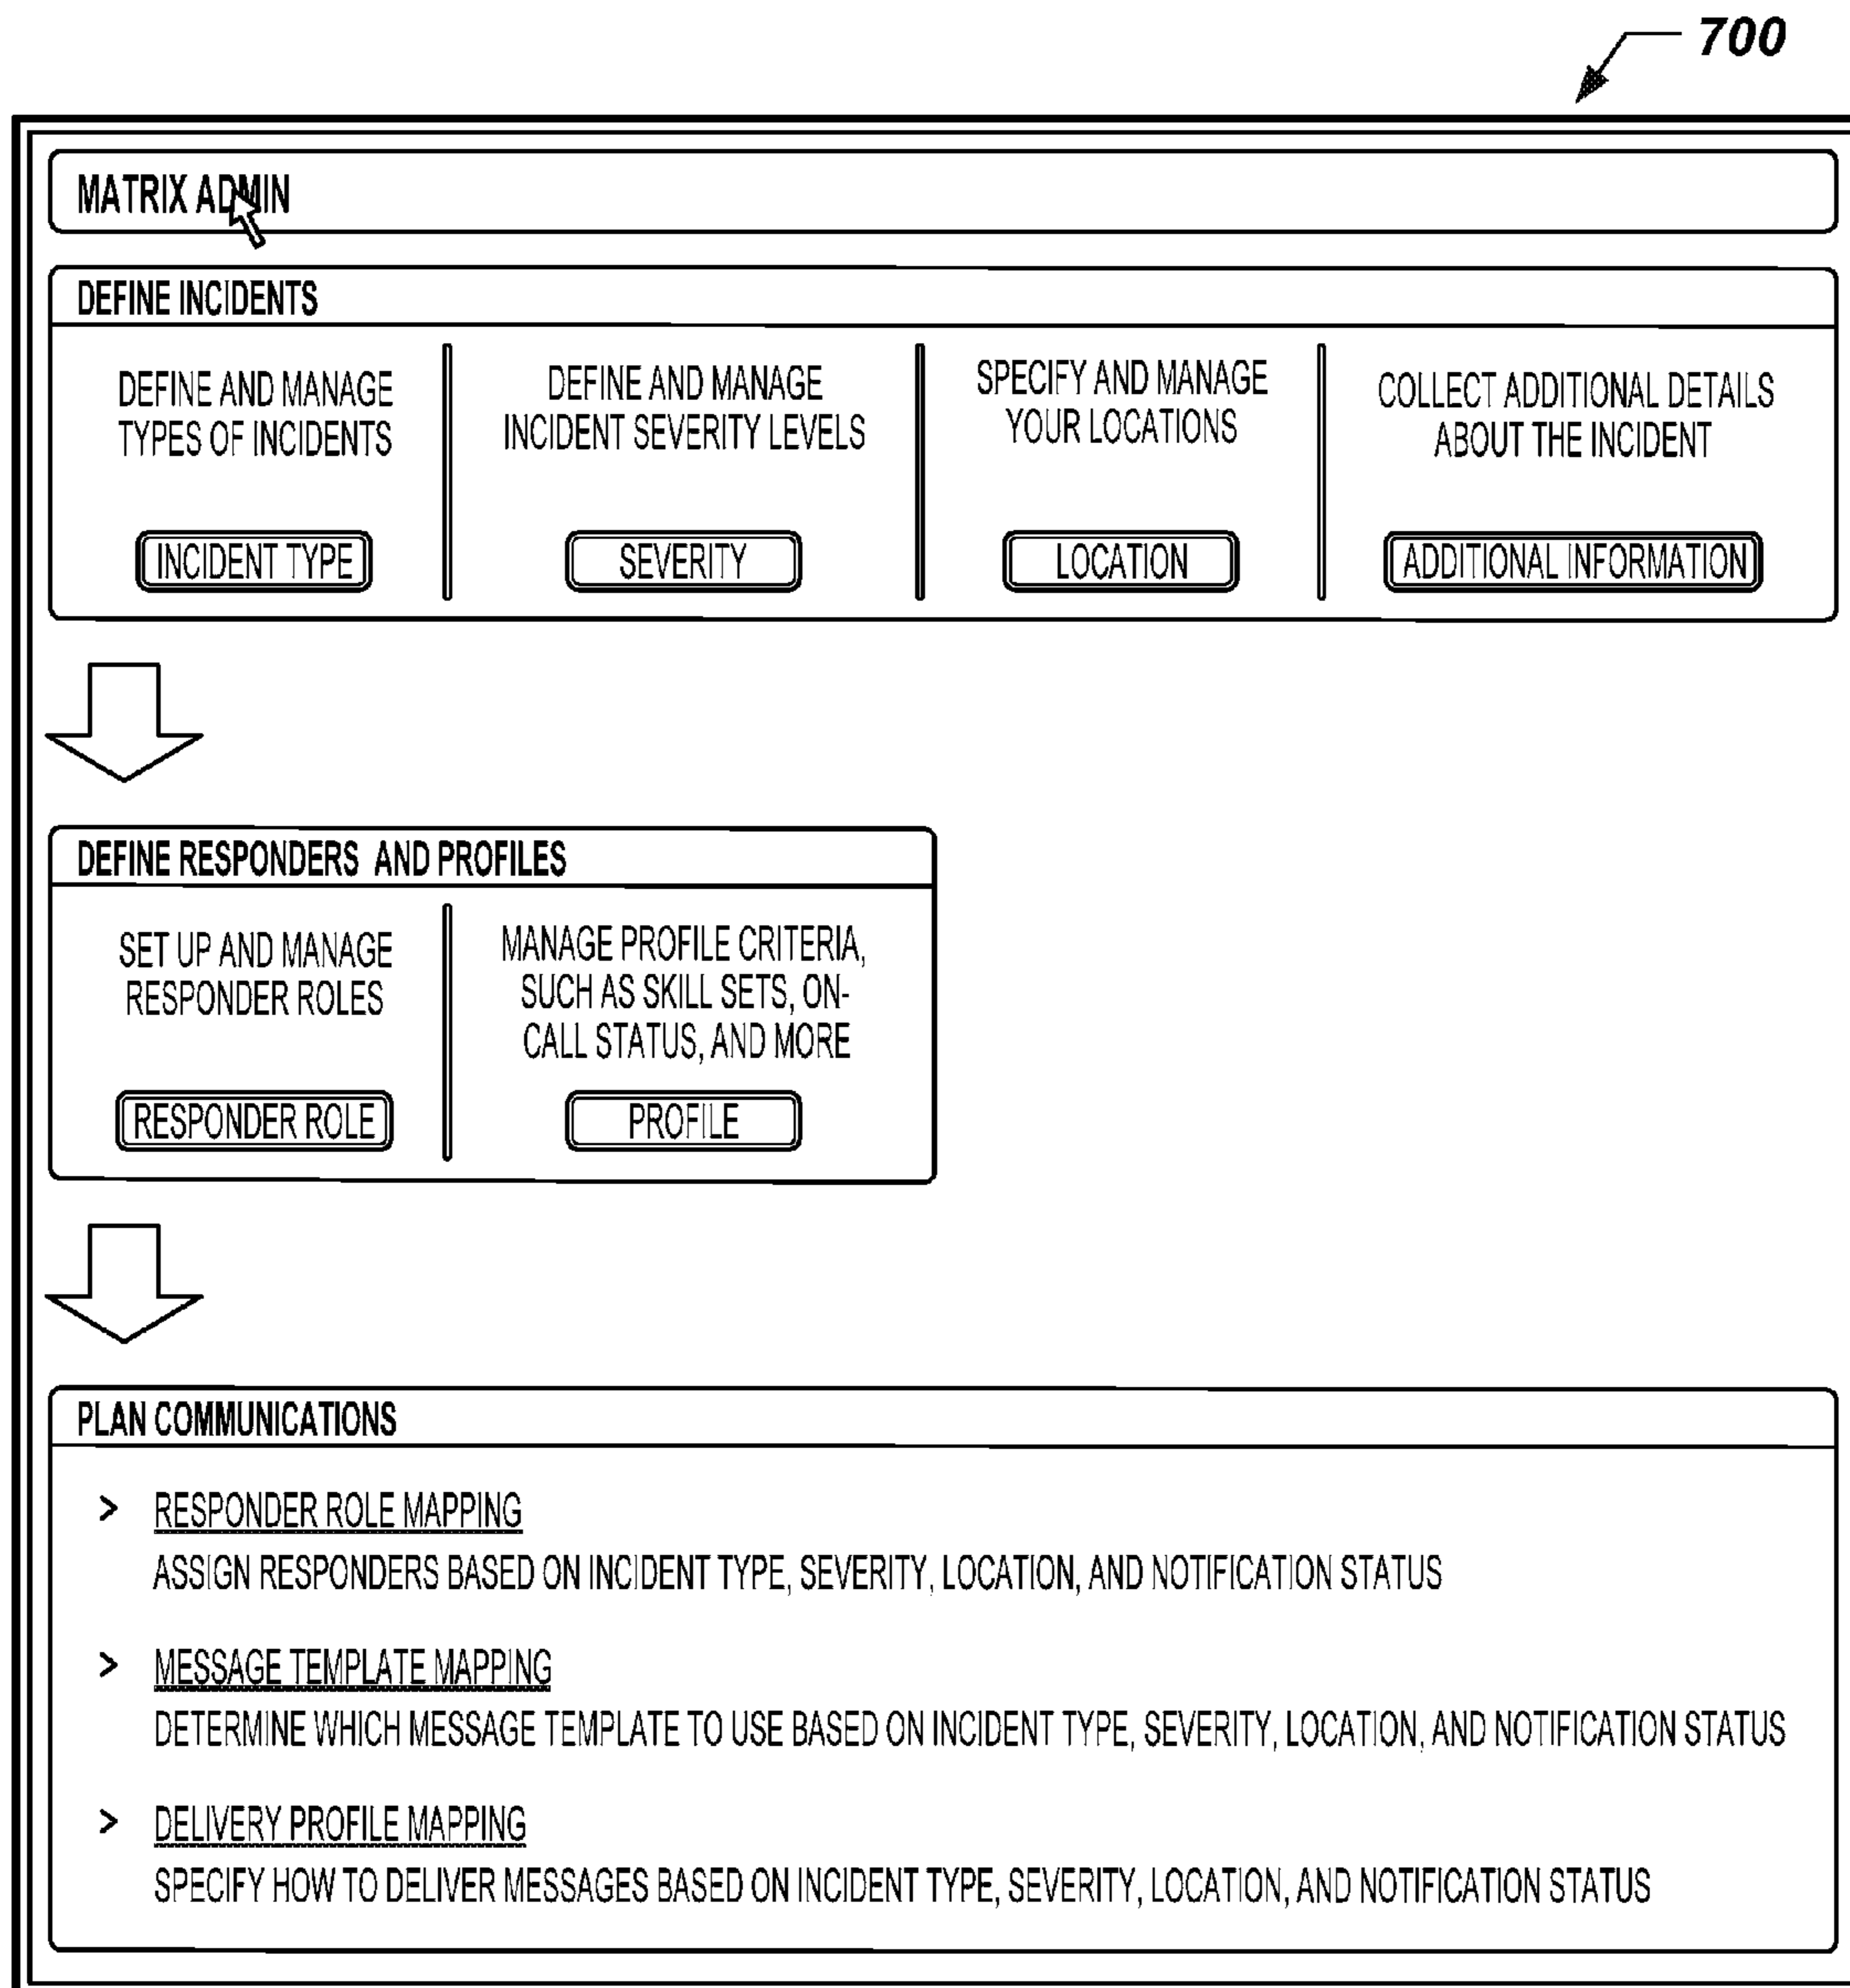 700
MATRIX ADMIN
DEFINE INCIDENTS
DEFINE AND MANAGE
TYPES OF INCIDENTS
INCIDENT TYPE
DEFINE AND MANAGE
INCIDENT SEVERITY LEVELS
SEVERITY
SPECIFY AND MANAGE
YOUR LOCATIONS
LOCATION
COLLECT ADDITIONAL DETAILS
ABOUT THE INCIDENT
ADDITIONAL INFORMATION
DEFINE RESPONDERS AND PROFILES
SET UP AND MANAGE
RESPONDER ROLES
RESPONDER ROLE
MANAGE PROFILE CRITERIA,
SUCH AS SKILL SETS, ON-
CALL STATUS, AND MORE
PROFILE
PLAN COMMUNICATIONS
> RESPONDER ROLE MAPPING
ASSIGN RESPONDERS BASED ON INCIDENT TYPE, SEVERITY, LOCATION, AND NOTIFICATION STATUS
> MESSAGE TEMPLATE MAPPING
DETERMINE WHICH MESSAGE TEMPLATE TO USE BASED ON INCIDENT TYPE, SEVERITY, LOCATION, AND NOTIFICATION STATUS
> DELIVERY PROFILE MAPPING
SPECIFY HOW TO DELIVER MESSAGES BASED ON INCIDENT TYPE, SEVERITY, LOCATION, AND NOTIFICATION STATUS